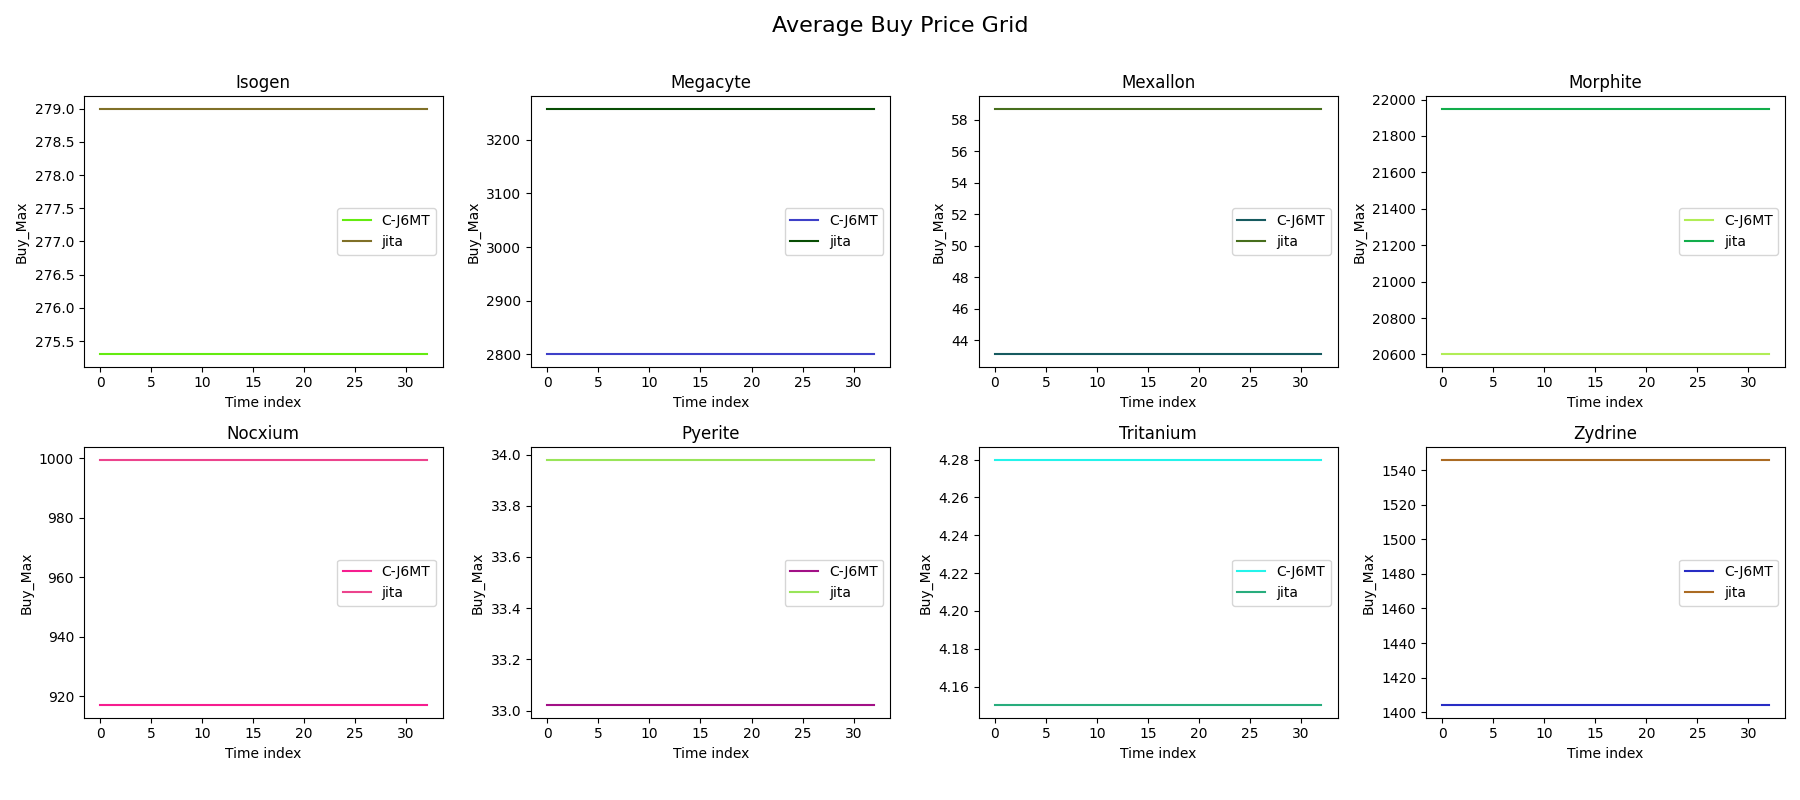 Average Buy Price Grid
Isogen
279.0
278.5
278.0
277.5
277.0
276.5
276.0
275.5
Buy_Max
C-J6MT
jita
0 5 10 15 20 25 30
Time index
Megacyte
3200
3100
3000
2900
2800
Buy_Max
C-J6MT
jita
0 5 10 15 20 25 30
Time index
Mexallon
58
56
54
52
50
48
46
44
Buy_Max
C-J6MT
jita
0 5 10 15 20 25 30
Time index
Morphite
22000
21800
21600
21400
21200
21000
20800
20600
Buy_Max
C-J6MT
jita
0 5 10 15 20 25 30
Time index
Nocxium
1000
980
960
940
920
Buy_Max
C-J6MT
jita
0 5 10 15 20 25 30
Time index
Pyerite
34.0
33.8
33.6
33.4
33.2
33.0
Buy_Max
C-J6MT
jita
0 5 10 15 20 25 30
Time index
Tritanium
4.28
4.26
4.24
4.22
4.20
4.18
4.16
Buy_Max
C-J6MT
jita
0 5 10 15 20 25 30
Time index
Zydrine
1540
1520
1500
1480
1460
1440
1420
1400
Buy_Max
C-J6MT
jita
0 5 10 15 20 25 30
Time index